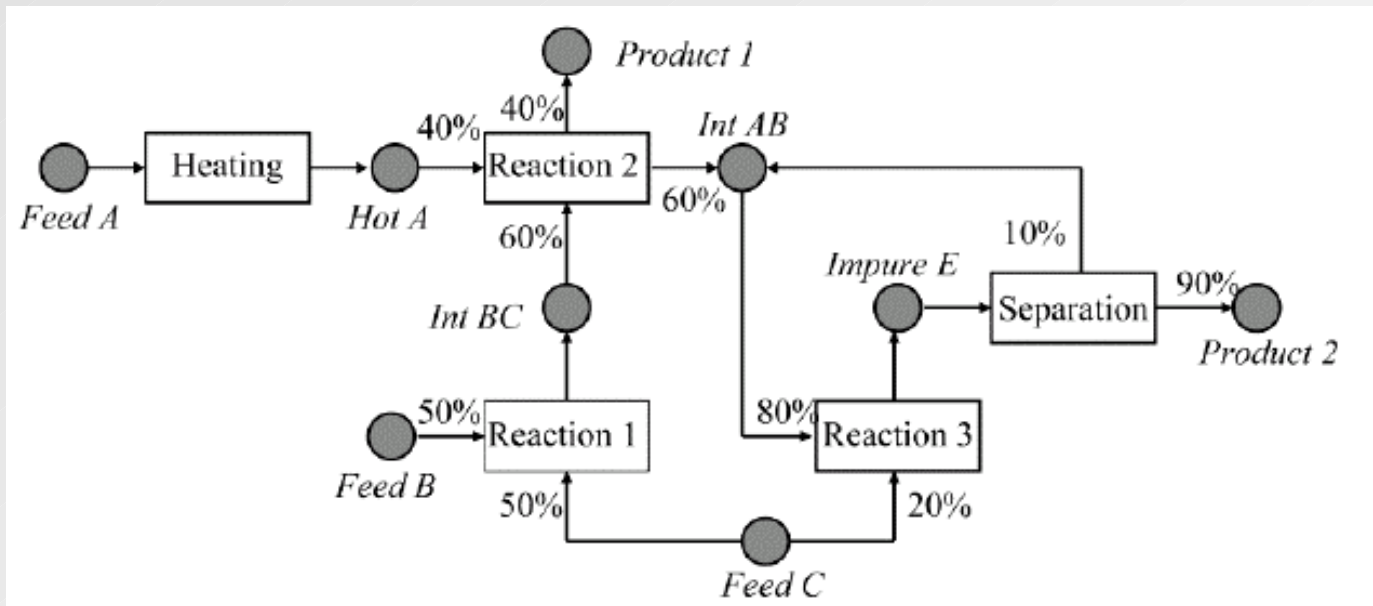 Product 1
40%
40%
Int AB
Heating
Reaction 2
Feed A
Hot A
60%
60%
10%
Impure E
90%
Int BC
Separation
Product 2
50%
80%
Reaction 1
Reaction 3
Feed B
50%
20%
Feed C